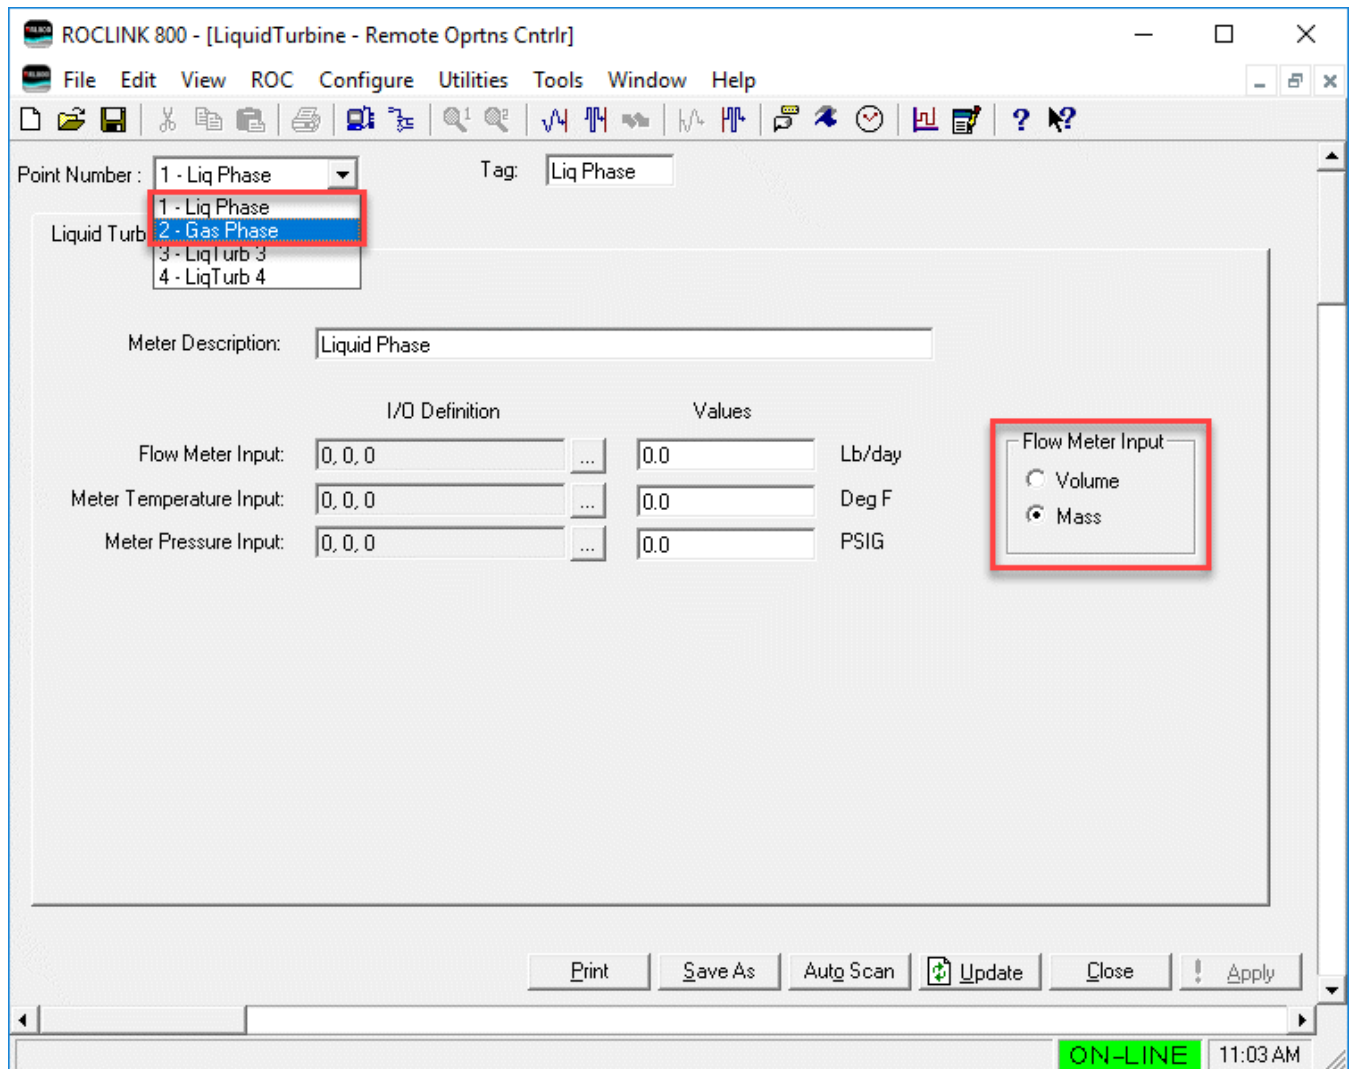 ROCLINK 800 - [LiquidTurbine - Remote Oprtns Cntrlr]
File Edit View ROC Configure Utilities Tools Window Help
Point Number : 1 - Liq Phase Tag: Liq Phase
1 - Liq Phase
2 - Gas Phase
3 - LiqTurb 3
4 - LiqTurb 4
Liquid Turb
Meter Description: Liquid Phase
I/O Definition Values
Flow Meter Input: 0, 0, 0 ... 0.0 Lb/day
Meter Temperature Input: 0, 0, 0 ... 0.0 Deg F
Meter Pressure Input: 0, 0, 0 ... 0.0 PSIG
Flow Meter Input
Volume
Mass
Print Save As Auto Scan Update Close ! Apply
ON-LINE 11:03 AM